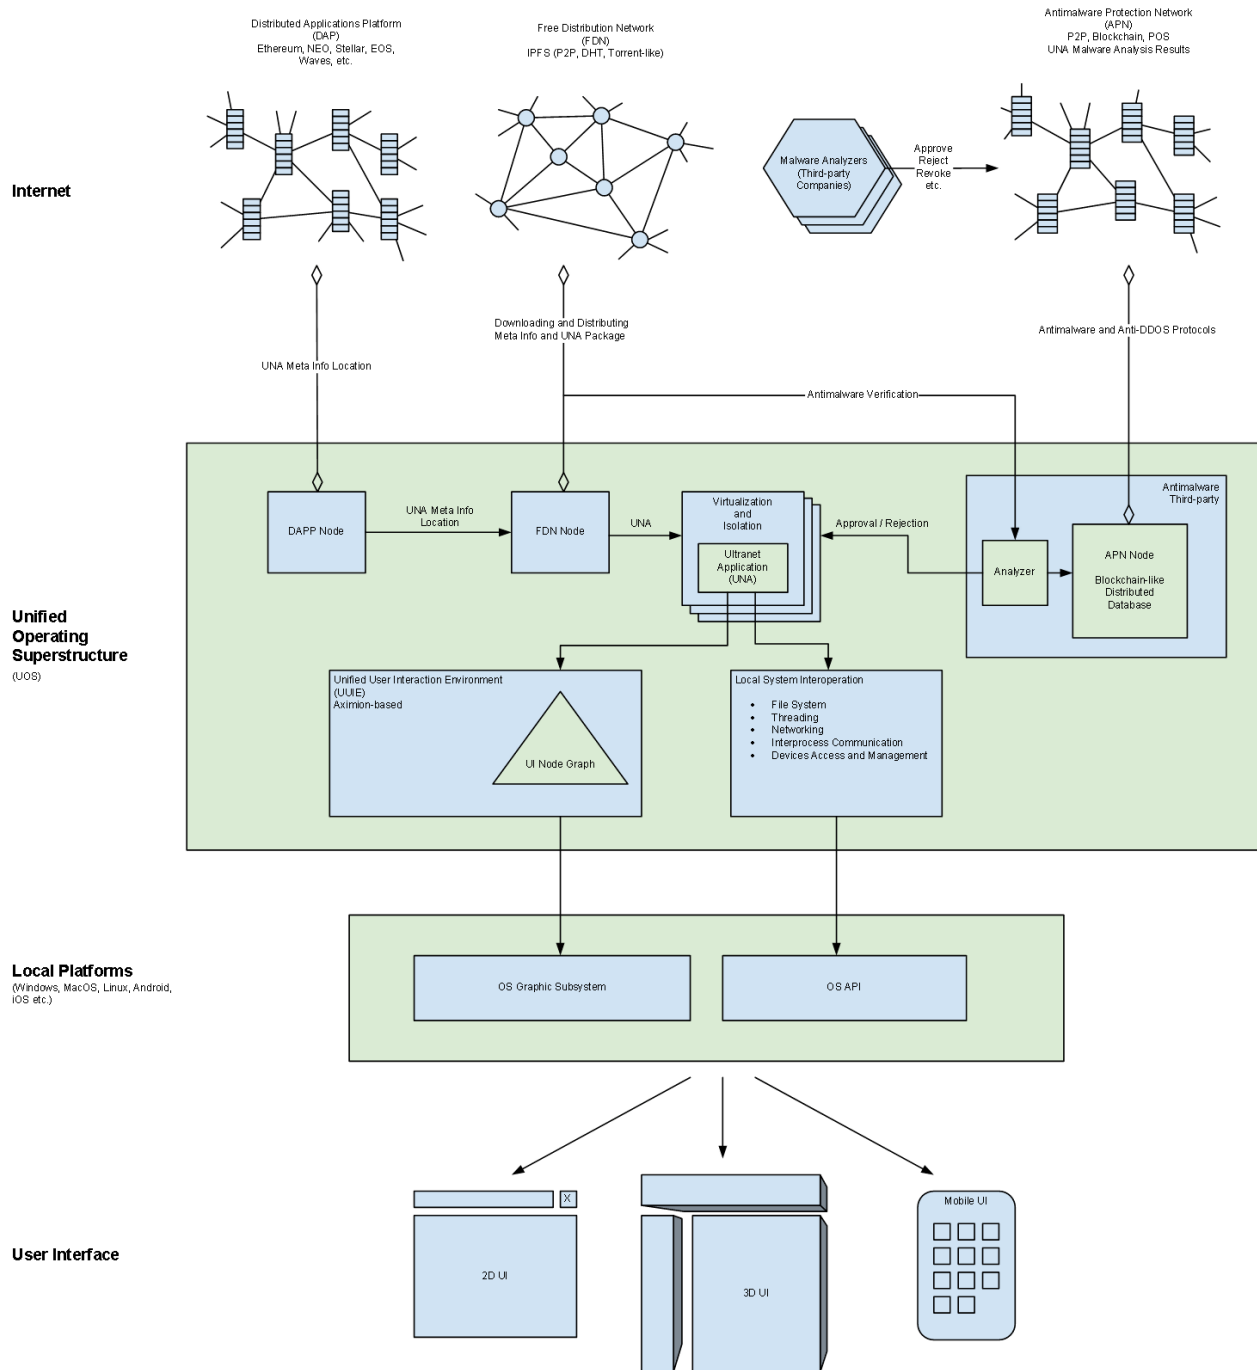 Distributed Applications Platform
(DAP)
Ethereum, NEO, Stellar, EOS,
Waves, etc.
Free Distribution Network
(FDN)
IPFS (P2P, DHT, Torrent-like)
Antimalware Protection Network
(APN)
P2P, Blockchain, POS
UNA Malware Analysis Results
Internet
Malware Analyzers
(Third-party
Companies)
Approve
Reject
Revoke
etc.
Downloading and Distributing
Meta Info and UNA Package
Antimalware and Anti-DDOS Protocols
UNA Meta Info Location
Antimalware Verification
DAPP Node
UNA Meta Info
Location
FDN Node
UNA
Virtualization
and
Isolation
Ultranet
Application
(UNA)
Approval / Rejection
Antimalware
Third-party
Analyzer
APN Node
Blockchain-like
Distributed
Database
Unified
Operating
Superstructure
(UOS)
Unified User Interaction Environment
(UUIE)
Aximion-based
UI Node Graph
Local System Interoperation
• File System
• Threading
• Networking
• Interprocess Communication
• Devices Access and Management
Local Platforms
(Windows, MacOS, Linux, Android,
iOS etc.)
OS Graphic Subsystem
OS API
User Interface
X
2D UI
3D UI
Mobile UI